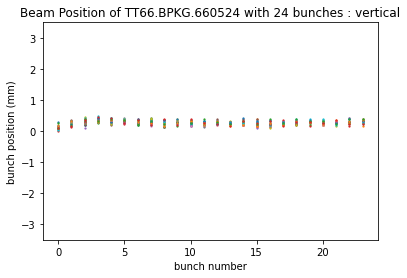 Beam Position of TT66.BPKG.660524 with 24 bunches : vertical
3
2
1
0
−1
−2
−3
bunch position (mm)
0 5 10 15 20
bunch number